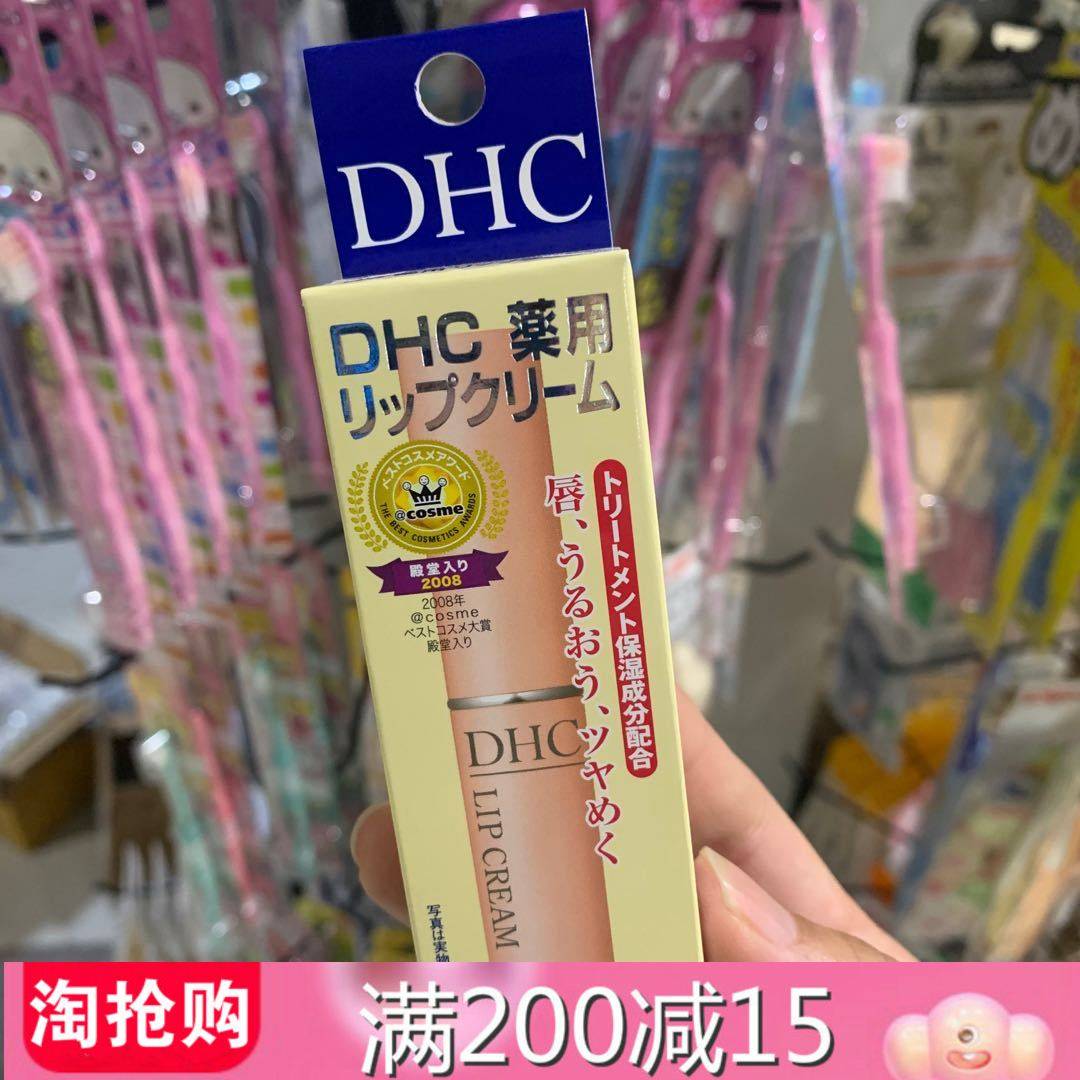 DHC
DHC 薬用
リップクリーム
ベストコスメアワード
@cosme
THE BEST COSMETICS AWARDS
殿堂入り
2008
2008年
@cosme
ベストコスメ大賞
殿堂入り
トリートメント保湿成分配合
唇、うるおう、ツヤめく
DHC
LIP CREAM
写真は実物
淘抢购
满200减15